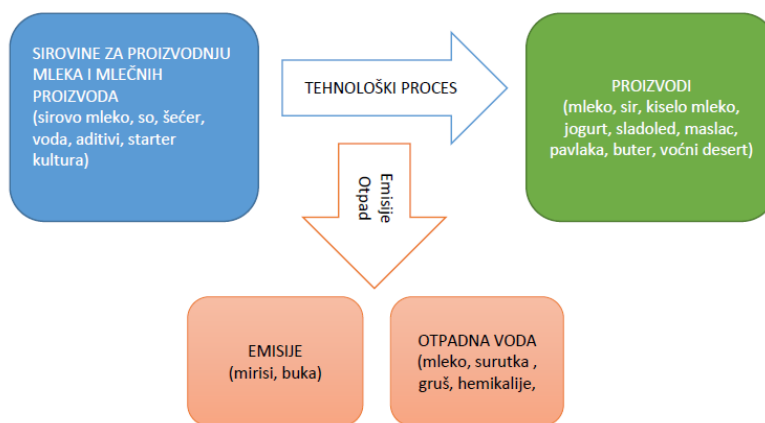 SIROVINE ZA PROIZVODNJU
MLEKA I MLEČNIH
PROIZVODA
(sirovo mleko, so, šećer,
voda, aditivi, starter
kultura)
TEHNOLOŠKI PROCES
PROIZVODI
(mleko, sir, kiselo mleko,
jogurt, sladoled, maslac,
pavlaka, buter, voćni desert)
Emisije
Otpad
EMISIJE
(mirisi, buka)
OTPADNA VODA
(mleko, surutka ,
gruš, hemikalije,